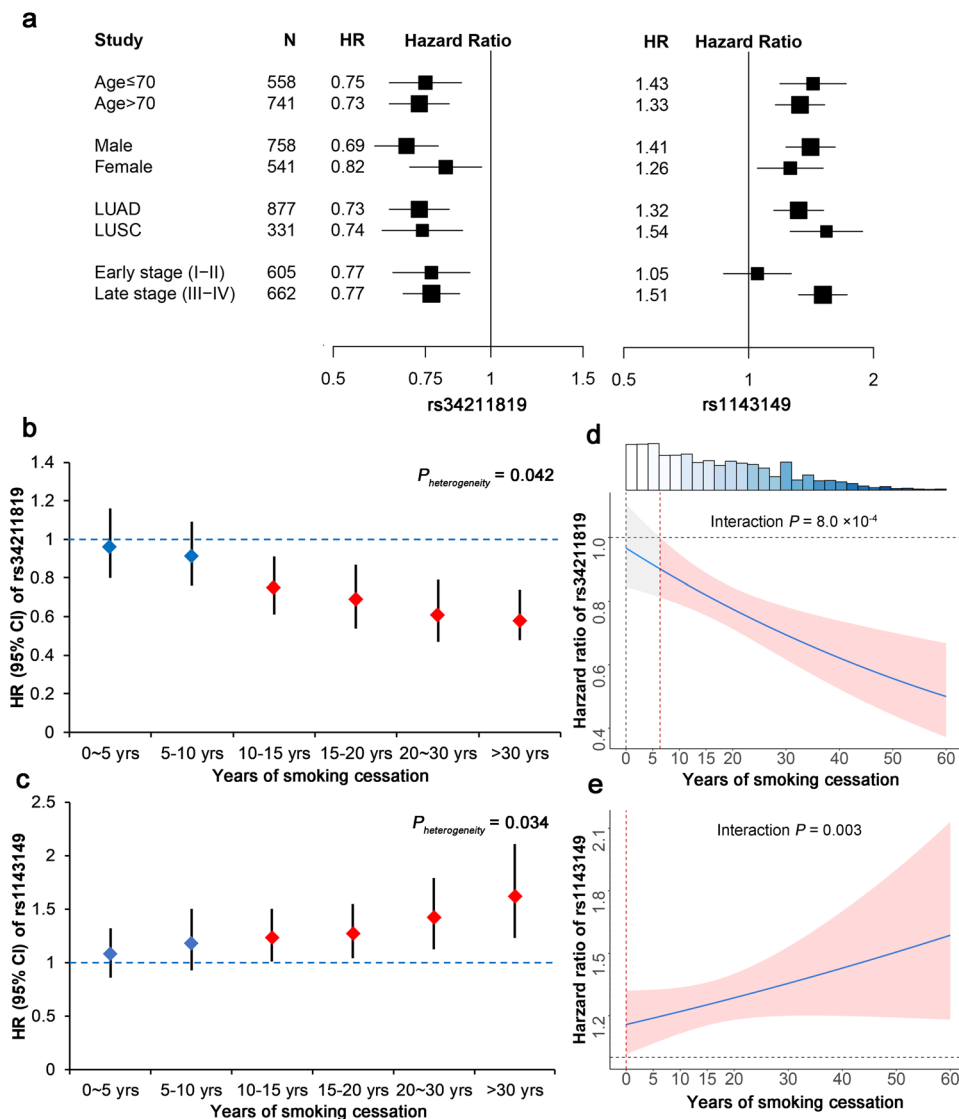 a
Study N HR Hazard Ratio HR Hazard Ratio
Age≤70 558 0.75 1.43
Age>70 741 0.73 1.33
Male 758 0.69 1.41
Female 541 0.82 1.26
LUAD 877 0.73 1.32
LUSC 331 0.74 1.54
Early stage (I−II) 605 0.77 1.05
Late stage (III−IV) 662 0.77 1.51
0.5 0.75 1 1.5 0.5 1 2
rs34211819 rs1143149
b
HR (95% CI) of rs34211819
1.4
1.2
1
0.8
0.6
0.4
0.2
0
P heterogeneity = 0.042
0~5 yrs 5-10 yrs 10-15 yrs 15-20 yrs 20~30 yrs >30 yrs
Years of smoking cessation
c
HR (95% CI) of rs1143149
2.5
2
1.5
1
0.5
0
P heterogeneity = 0.034
0~5 yrs 5-10 yrs 10-15 yrs 15-20 yrs 20~30 yrs >30 yrs
Years of smoking cessation
d
Harzard ratio of rs34211819
1.0
0.8
0.6
0.4
Interaction P = 8.0 ×10-4
0 5 10 15 20 30 40 50 60
Years of smoking cessation
e
Harzard ratio of rs1143149
2.1
1.8
1.5
1.2
Interaction P = 0.003
0 5 10 15 20 30 40 50 60
Years of smoking cessation